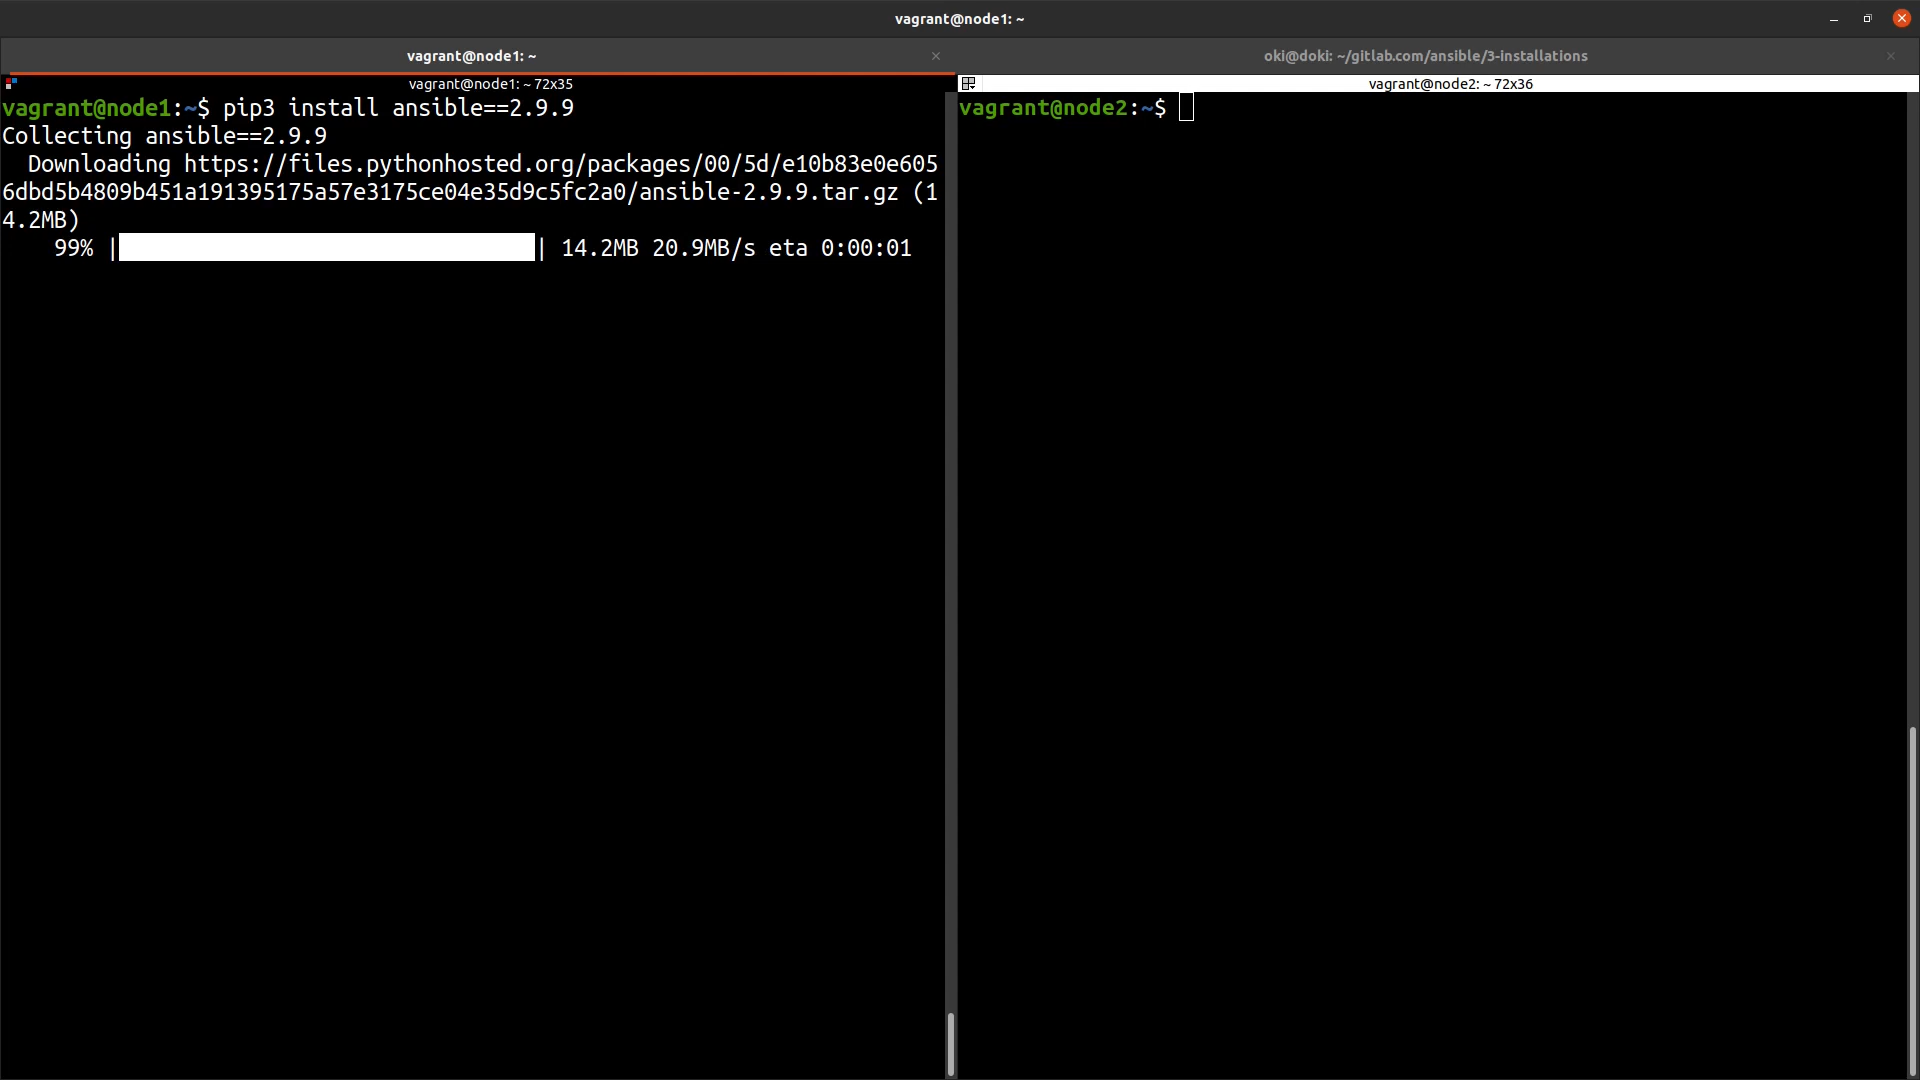 vagrant@node1: ~
vagrant@node1: ~
oki@doki: ~/gitlab.com/ansible/3-installations
vagrant@node1: ~ 72x35
vagrant@node1:~$ pip3 install ansible==2.9.9
Collecting ansible==2.9.9
Downloading https://files.pythonhosted.org/packages/00/5d/e10b83e0e605
6dbd5b4809b451a191395175a57e3175ce04e35d9c5fc2a0/ansible-2.9.9.tar.gz (1
4.2MB)
99% |████████████████████████████████| 14.2MB 20.9MB/s eta 0:00:01
vagrant@node2: ~ 72x36
vagrant@node2:~$